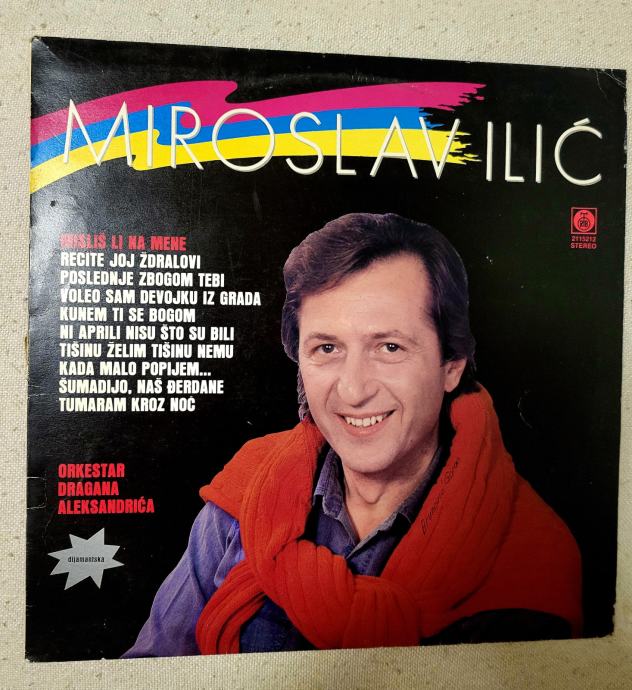 MIROSLAV ILIĆ
2115212
STEREO
MISLIŠ LI NA MENE
RECITE JOJ ŽDRALOVI
POSLEDNJE ZBOGOM TEBI
VOLEO SAM DEVOJKU IZ GRADA
KUNEM TI SE BOGOM
NI APRILI NISU ŠTO SU BILI
TIŠINU ŽELIM TIŠINU NEMU
KADA MALO POPIJEM...
ŠUMADIJO, NAŠ ĐERDANE
TUMARAM KROZ NOĆ
ORKESTAR
DRAGANA
ALEKSANDRIĆA
dijamantska